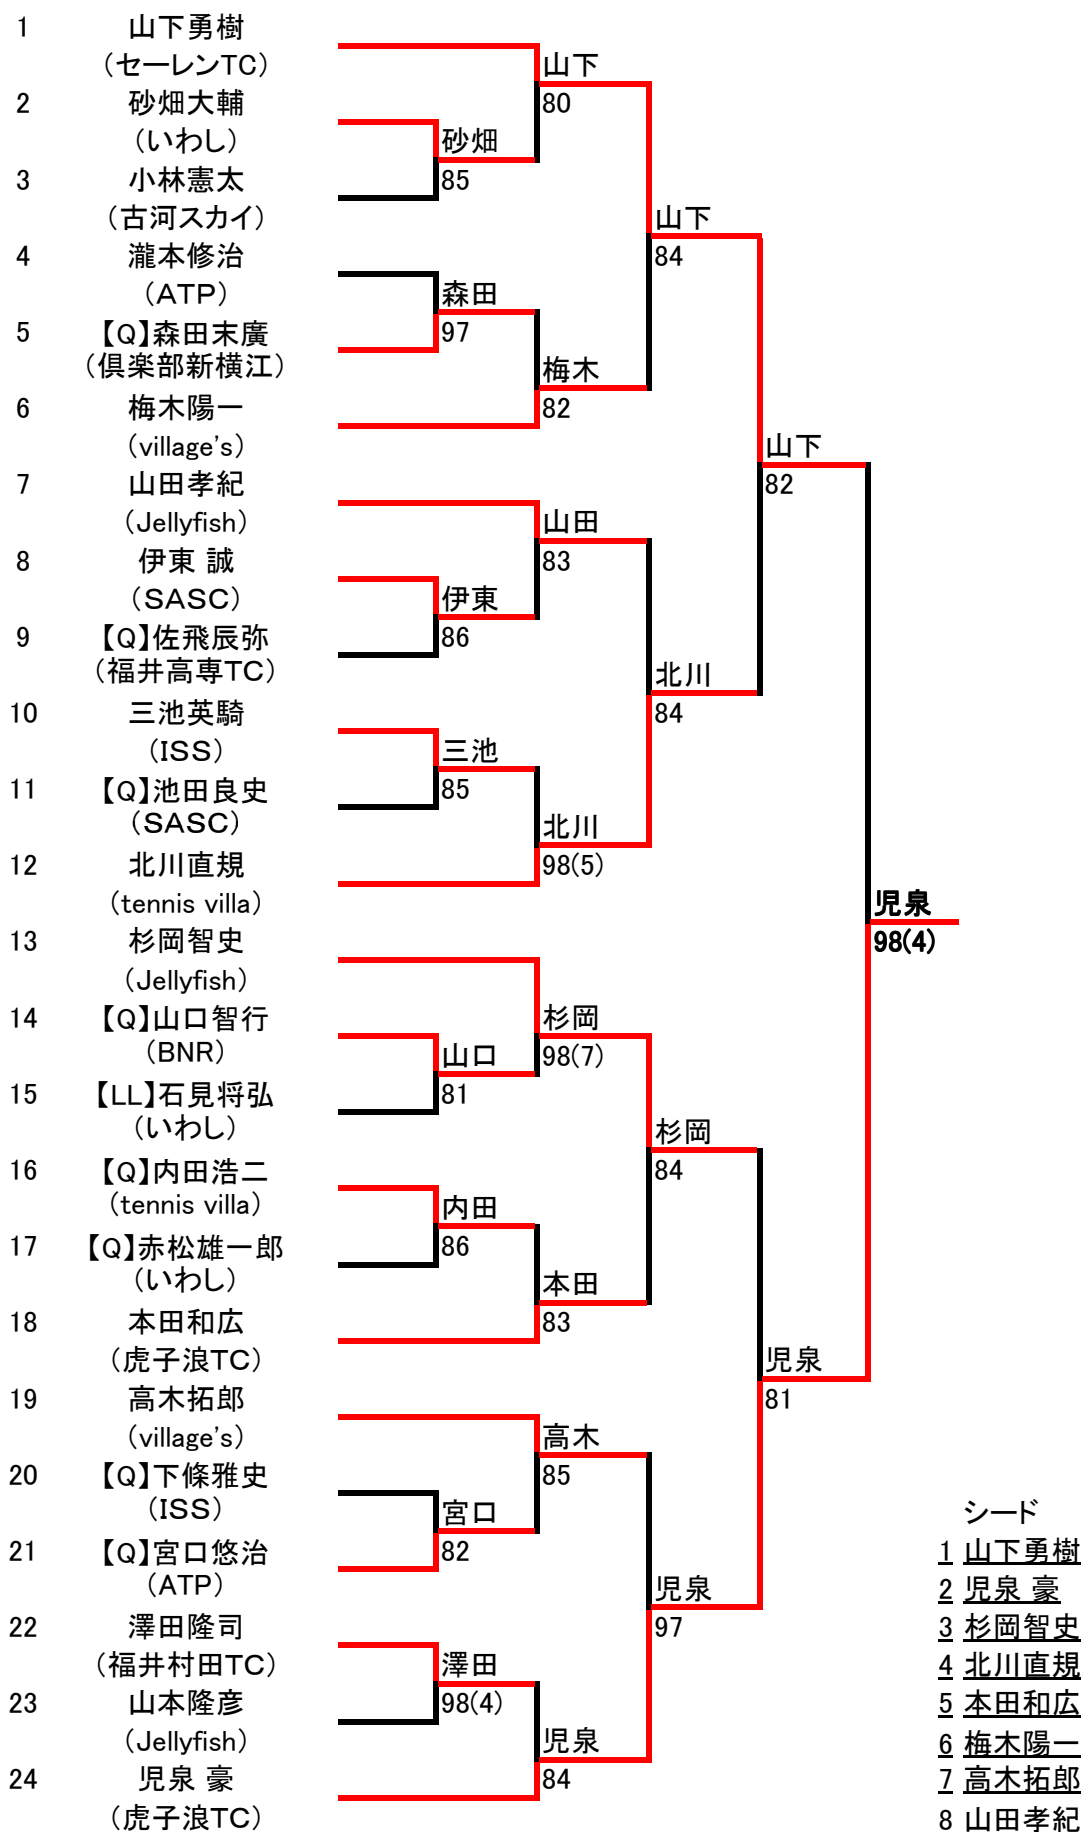 1 山下勇樹
(セーレンTC)
2 砂畑大輔
(いわし)
3 小林憲太
(古河スカイ)
4 瀧本修治
(ATP)
5 【Q】森田末廣
(倶楽部新横江)
6 梅木陽一
(village's)
7 山田孝紀
(Jellyfish)
8 伊東 誠
(SASC)
9 【Q】佐飛辰弥
(福井高専TC)
10 三池英騎
(ISS)
11 【Q】池田良史
(SASC)
12 北川直規
(tennis villa)
13 杉岡智史
(Jellyfish)
14 【Q】山口智行
(BNR)
15 【LL】石見将弘
(いわし)
16 【Q】内田浩二
(tennis villa)
17 【Q】赤松雄一郎
(いわし)
18 本田和広
(虎子浪TC)
19 高木拓郎
(village's)
20 【Q】下條雅史
(ISS)
21 【Q】宮口悠治
(ATP)
22 澤田隆司
(福井村田TC)
23 山本隆彦
(Jellyfish)
24 児泉 豪
(虎子浪TC)
砂畑
85
森田
97
伊東
86
三池
85
山口
81
内田
86
宮口
82
澤田
98(4)
山下
80
梅木
82
山田
83
北川
98(5)
杉岡
98(7)
本田
83
高木
85
児泉
84
山下
84
北川
84
杉岡
84
児泉
97
山下
82
児泉
81
児泉
98(4)
シード
1 山下勇樹
2 児泉 豪
3 杉岡智史
4 北川直規
5 本田和広
6 梅木陽一
7 高木拓郎
8 山田孝紀